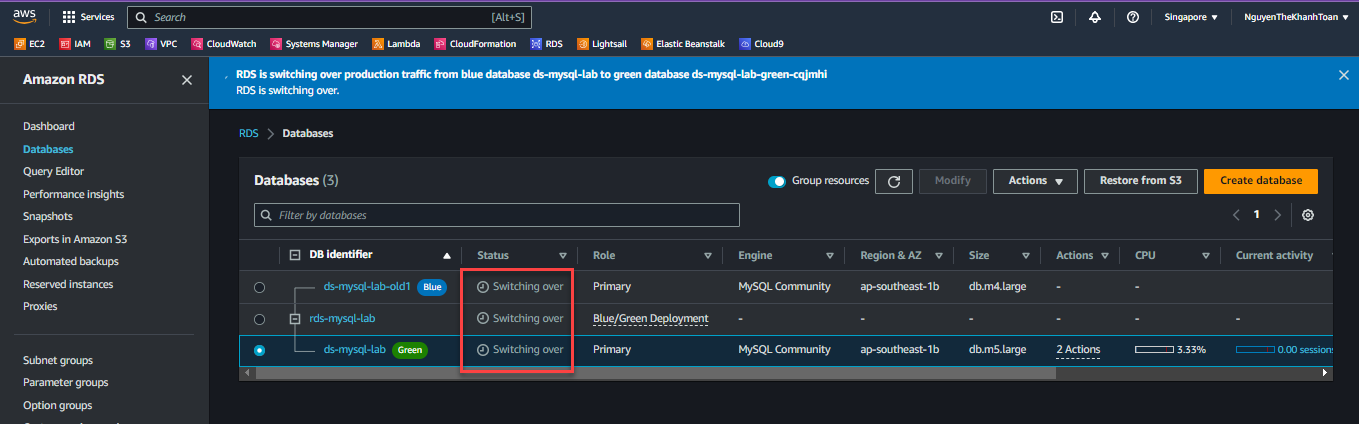 aws Services Search [Alt+S] Singapore ▼ NguyenTheKhanhToan ▼
EC2 IAM S3 VPC CloudWatch Systems Manager Lambda CloudFormation RDS Lightsail Elastic Beanstalk Cloud9
Amazon RDS
Dashboard
Databases
Query Editor
Performance insights
Snapshots
Exports in Amazon S3
Automated backups
Reserved instances
Proxies
Subnet groups
Parameter groups
Option groups
RDS is switching over production traffic from blue database ds-mysql-lab to green database ds-mysql-lab-green-cqjmhi
RDS is switching over.
RDS > Databases
Databases (3) Group resources Modify Actions ▼ Restore from S3 Create database
Filter by databases 1
DB identifier Status Role Engine Region & AZ Size Actions CPU Current activity
ds-mysql-lab-old1 Blue Switching over Primary MySQL Community ap-southeast-1b db.m4.large - -
rds-mysql-lab Switching over Blue/Green Deployment - - - - - -
ds-mysql-lab Green Switching over Primary MySQL Community ap-southeast-1b db.m5.large 2 Actions 3.33% 0.00 sessions